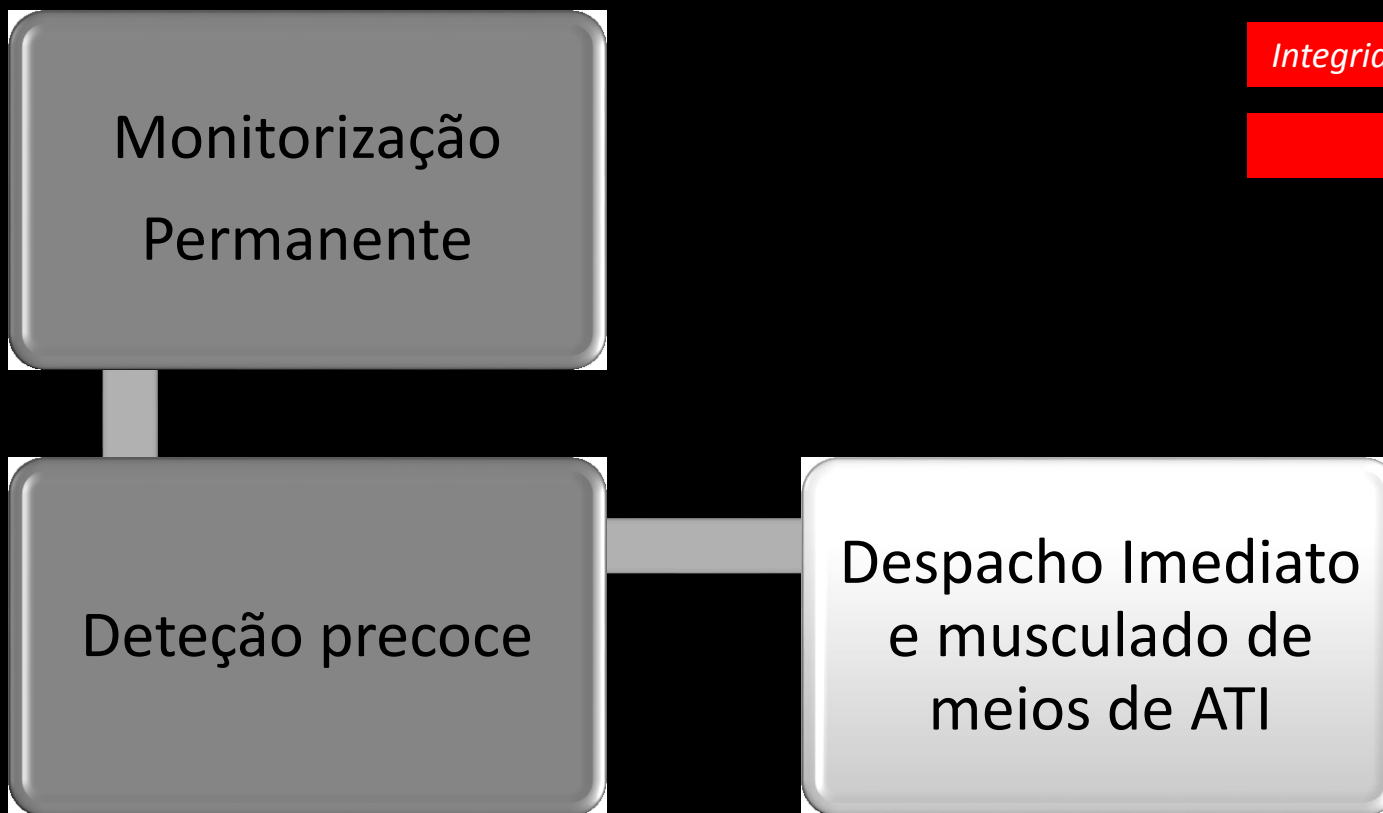 Monitorização
Permanente
Deteção precoce
Despacho Imediato
e musculado de
meios de ATI